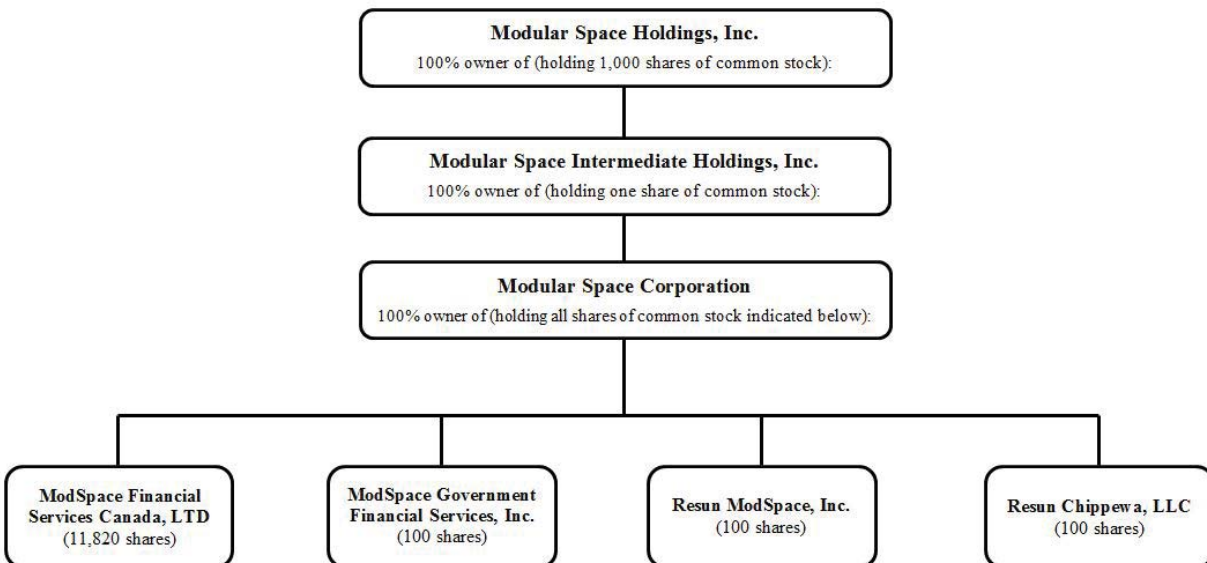 Modular Space Holdings, Inc.
100% owner of (holding 1,000 shares of common stock):
Modular Space Intermediate Holdings, Inc.
100% owner of (holding one share of common stock):
Modular Space Corporation
100% owner of (holding all shares of common stock indicated below):
ModSpace Financial
Services Canada, LTD
(11,820 shares)
ModSpace Government
Financial Services, Inc.
(100 shares)
Resun ModSpace, Inc.
(100 shares)
Resun Chippewa, LLC
(100 shares)